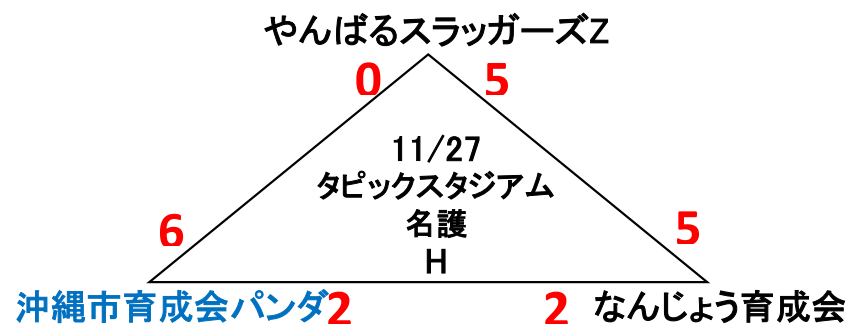 やんばるスラッガーズZ
0 5
11/27
タピックスタジアム
名護
H
6 5
沖縄市育成会パンダ 2 2 なんじょう育成会